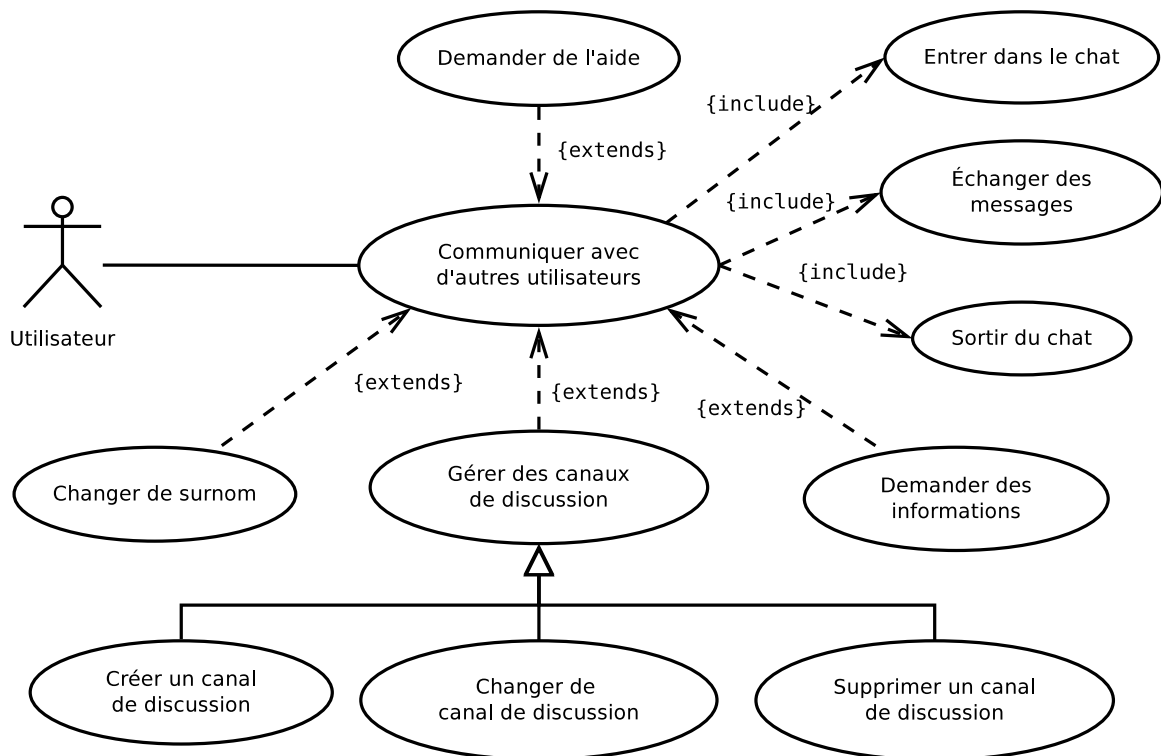 Demander de l'aide
Entrer dans le chat
{include}
{extends}
Échanger des
messages
{include}
Communiquer avec
d'autres utilisateurs
{include}
Utilisateur
Sortir du chat
{extends}
{extends}
{extends}
Changer de surnom
Gérer des canaux
de discussion
Demander des
informations
Créer un canal
de discussion
Changer de
canal de discussion
Supprimer un canal
de discussion